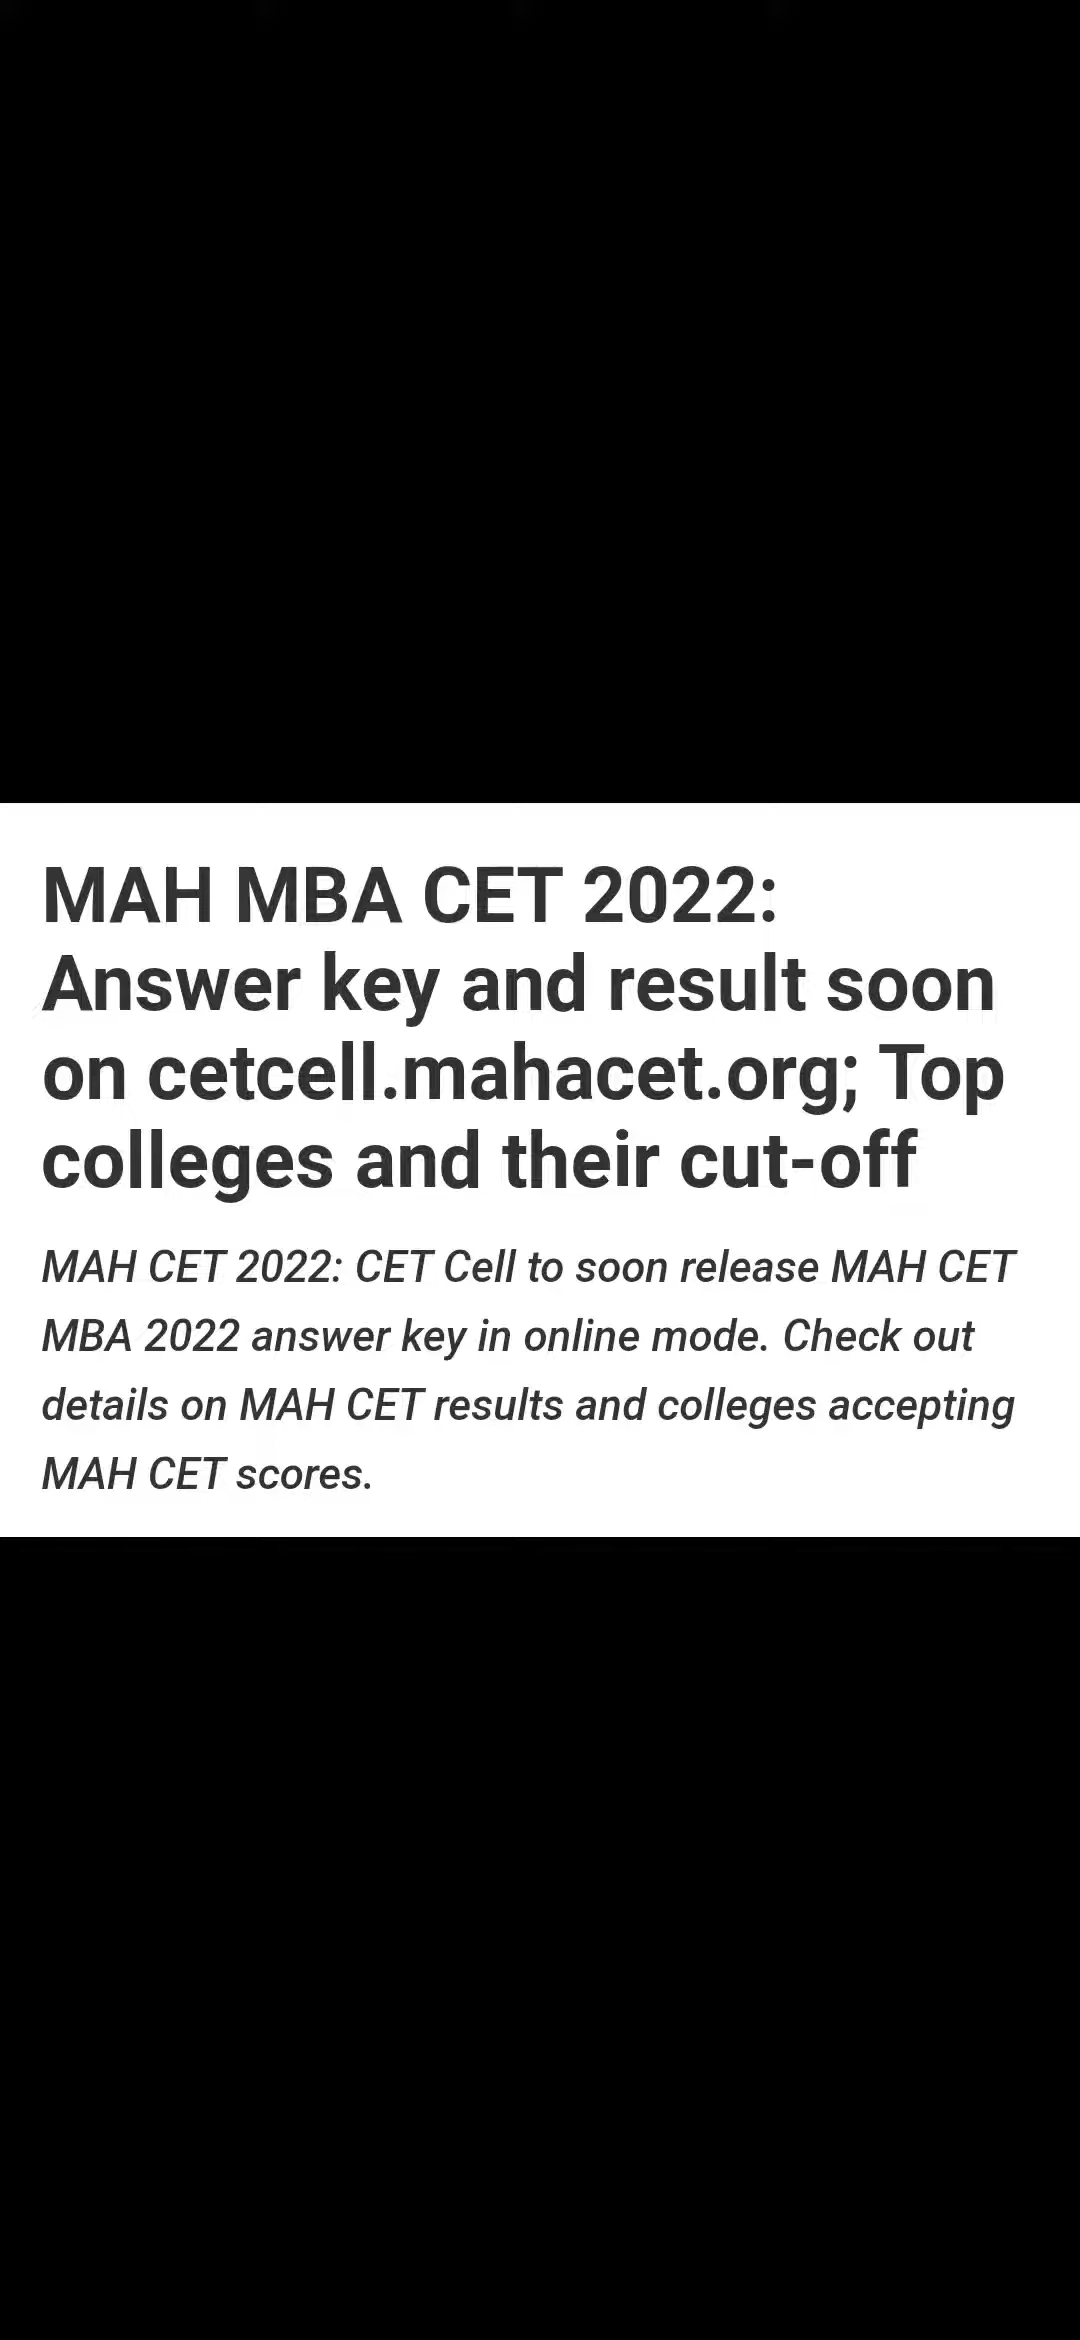 MAH MBA CET 2022:
Answer key and result soon
on cetcell.mahacet.org; Top
colleges and their cut-off
MAH CET 2022: CET Cell to soon release MAH CET
MBA 2022 answer key in online mode. Check out
details on MAH CET results and colleges accepting
MAH CET scores.